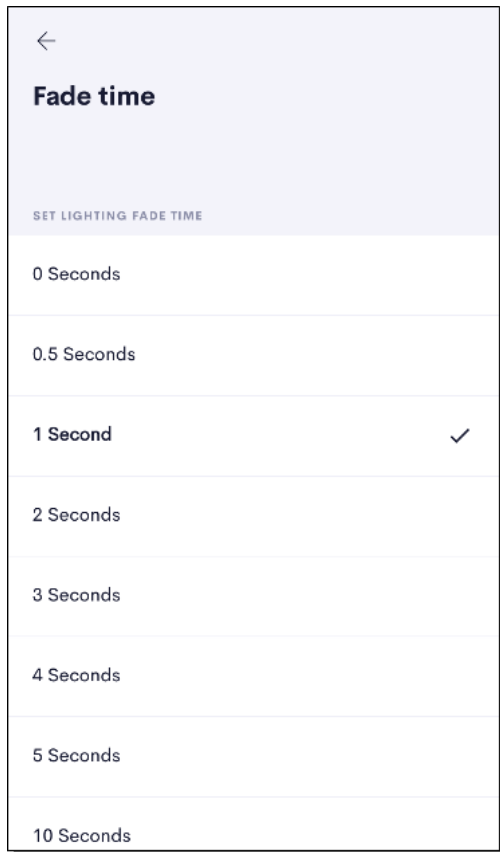 Fade time
SET LIGHTING FADE TIME
0 Seconds
0.5 Seconds
1 Second
2 Seconds
3 Seconds
4 Seconds
5 Seconds
10 Seconds